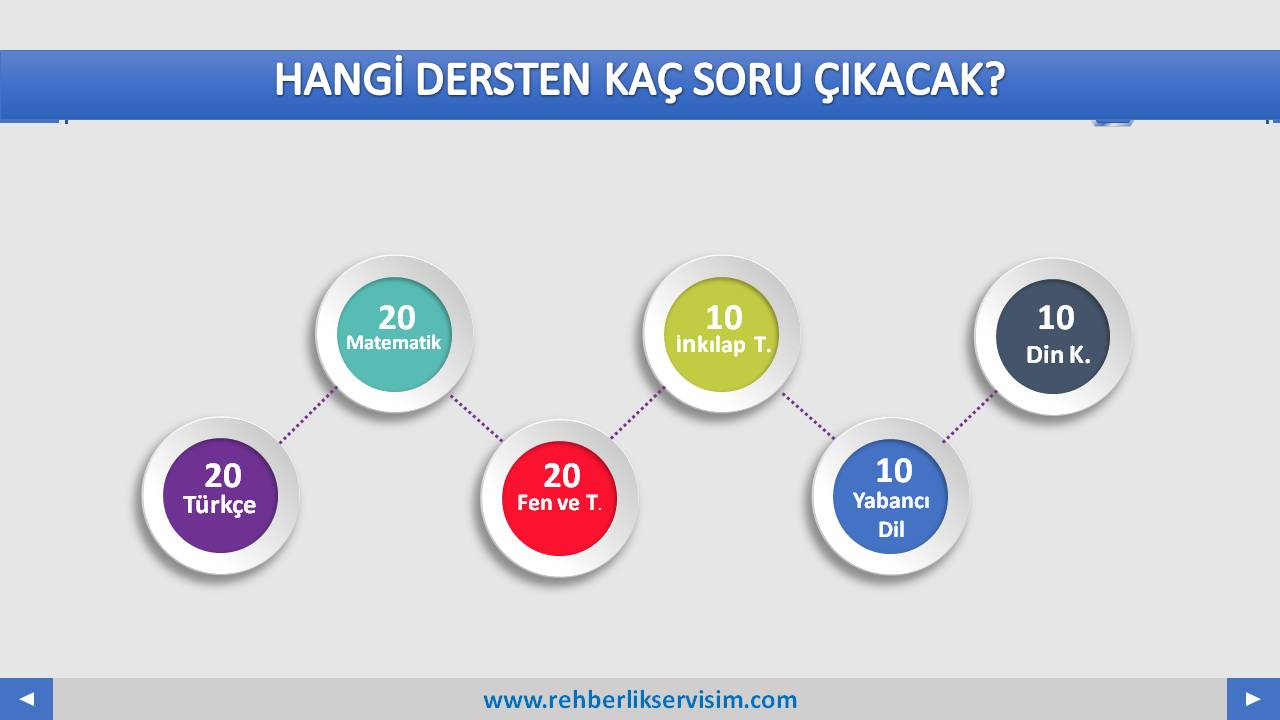 HANGİ DERSTEN KAÇ SORU ÇIKACAK?
20
Türkçe
20
Matematik
20
Fen ve T.
10
İnkılap T.
10
Yabancı
Dil
10
Din K.
www.rehberlikservisim.com